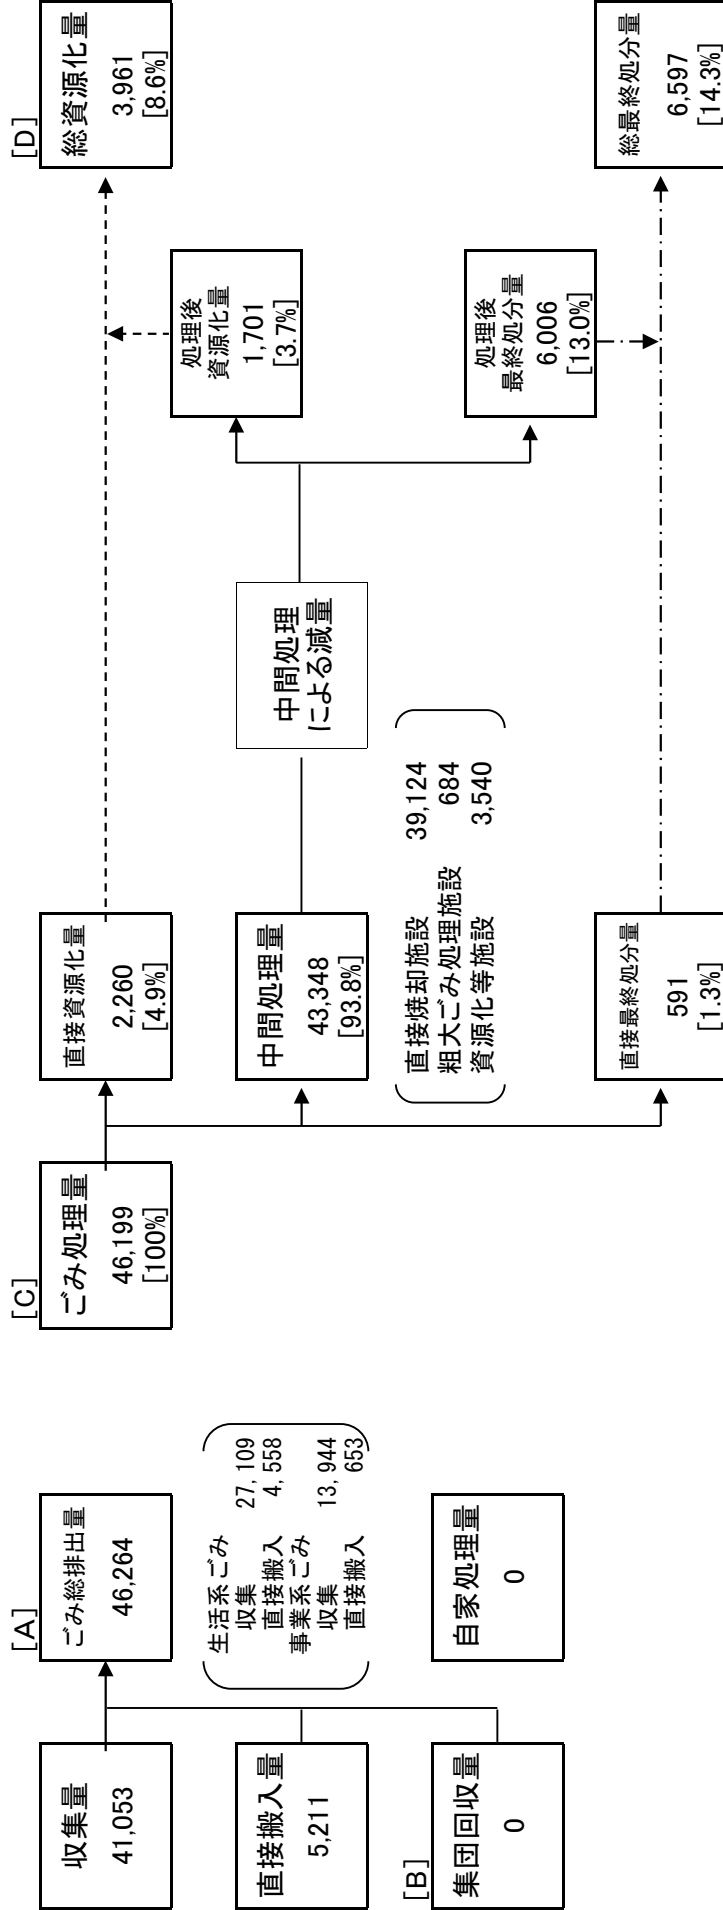 収集量
41,053
直接搬入量
5,211
[B]
集団回収量
0
[A]
ごみ総排出量
46,264
生活系ごみ
収集 27,109
直接搬入 4,558
事業系ごみ
収集 13,944
直接搬入 653
自家処理量
0
[C]
ごみ処理量
46,199
[100%]
直接資源化量
2,260
[4.9%]
中間処理量
43,348
[93.8%]
直接焼却施設 39,124
粗大ごみ処理施設 684
資源化等施設 3,540
直接最終処分量
591
[1.3%]
中間処理
による減量
処理後
資源化量
1,701
[3.7%]
処理後
最終処分量
6,006
[13.0%]
[D]
総資源化量
3,961
[8.6%]
総最終処分量
6,597
[14.3%]